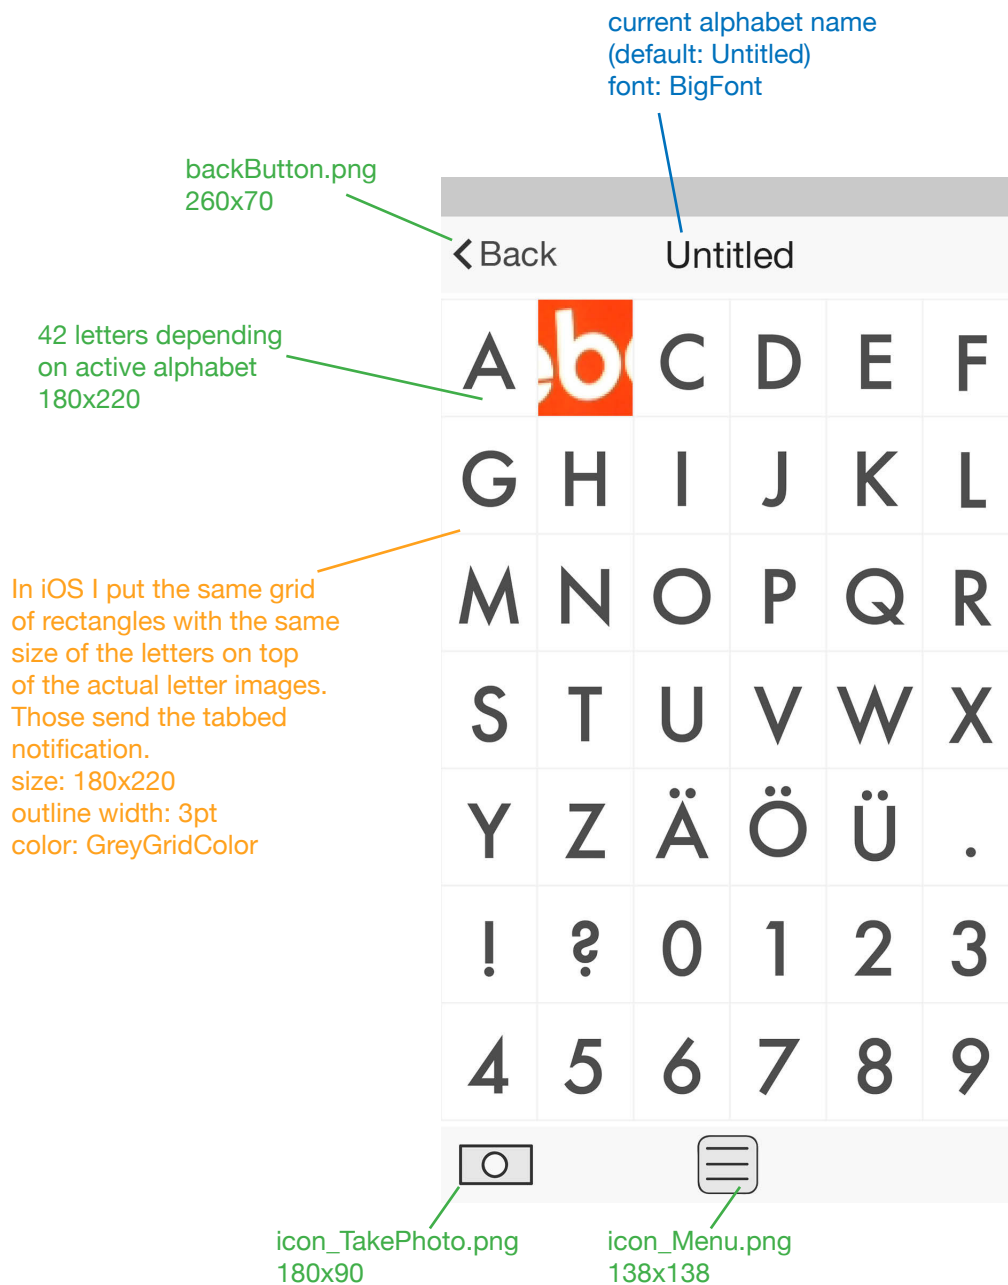 current alphabet name
(default: Untitled)
font: BigFont
backButton.png
260x70
Back
Untitled
42 letters depending
on active alphabet
180x220
A b C D E F
G H I J K L
In iOS I put the same grid
of rectangles with the same
size of the letters on top
of the actual letter images.
Those send the tabbed
notification.
size: 180x220
outline width: 3pt
color: GreyGridColor
M N O P Q R
S T U V W X
Y Z Ä Ö Ü .
! ? 0 1 2 3
4 5 6 7 8 9
icon_TakePhoto.png
180x90
icon_Menu.png
138x138